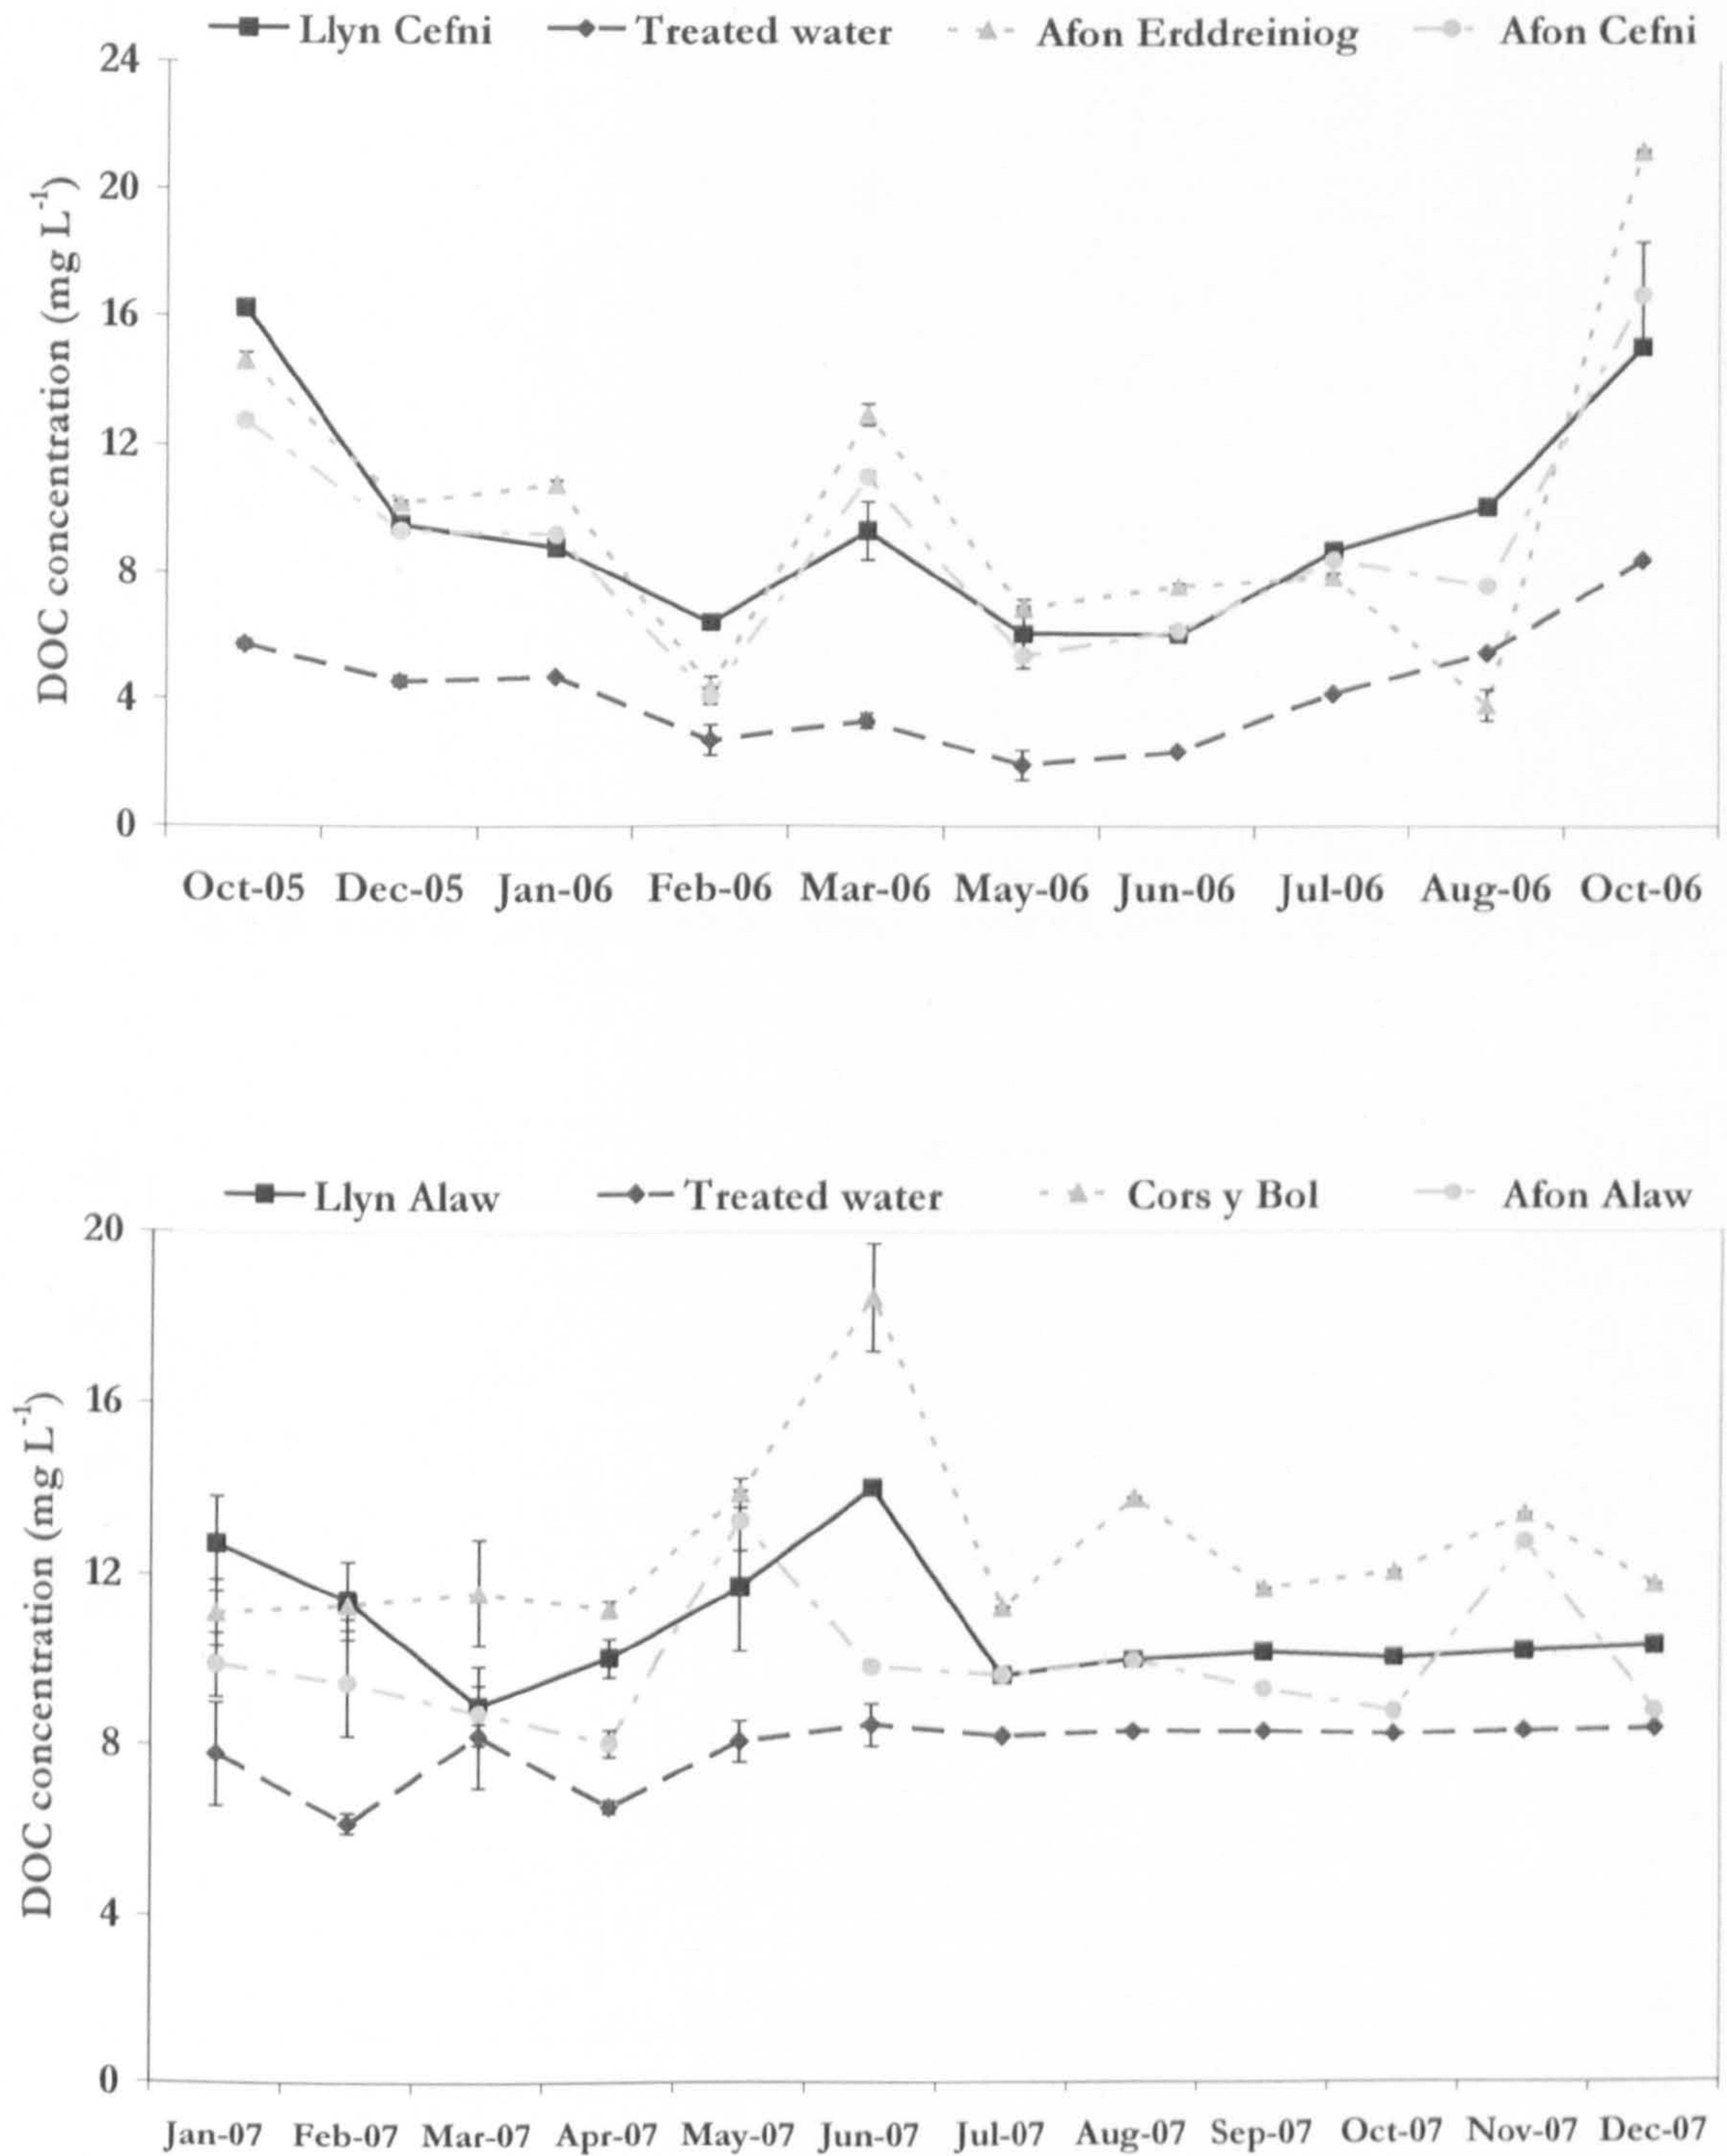 Llyn Cefni Treated water Afon Erddreiniog Afon Cefni
24
20
16
12
8
4
0
DOC concentration (mg L-1)
Oct-05 Dec-05 Jan-06 Feb-06 Mar-06 May-06 Jun-06 Jul-06 Aug-06 Oct-06
Llyn Alaw Treated water Cors y Bol Afon Alaw
20
16
12
8
4
0
DOC concentration (mg L-1)
Jan-07 Feb-07 Mar-07 Apr-07 May-07 Jun-07 Jul-07 Aug-07 Sep-07 Oct-07 Nov-07 Dec-07